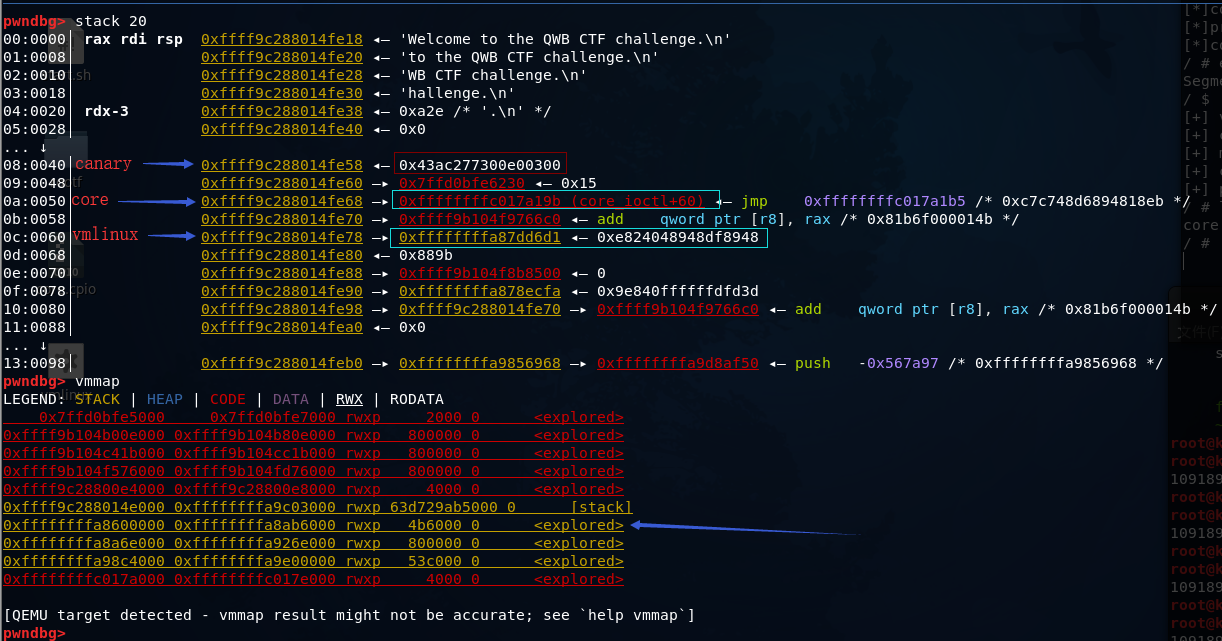 pwndbg> stack 20
00:0000│ rax rdi rsp 0xffff9c288014fe18 ◂— 'Welcome to the QWB CTF challenge.\n'
01:0008│ 0xffff9c288014fe20 ◂— 'to the QWB CTF challenge.\n'
02:0010│ 0xffff9c288014fe28 ◂— 'WB CTF challenge.\n'
03:0018│ 0xffff9c288014fe30 ◂— 'hallenge.\n'
04:0020│ rdx-3 0xffff9c288014fe38 ◂— 0xa2e /* '.\n' */
05:0028│ 0xffff9c288014fe40 ◂— 0x0
... ↓
08:0040│ canary 0xffff9c288014fe58 ◂— 0x43ac277300e00300
09:0048│ 0xffff9c288014fe60 —▸ 0x7ffd0bfe6230 ◂— 0x15
0a:0050│ core 0xffff9c288014fe68 —▸ 0xffffffffc017a19b (core_ioctl+60) ◂— jmp 0xffffffffc017a1b5 /* 0xc7c748d6894818eb */
0b:0058│ 0xffff9c288014fe70 —▸ 0xffff9b104f9766c0 ◂— add qword ptr [r8], rax /* 0x81b6f000014b */
0c:0060│ vmlinux 0xffff9c288014fe78 —▸ 0xffffffffa87dd6d1 ◂— 0xe824048948df8948
0d:0068│ 0xffff9c288014fe80 ◂— 0x889b
0e:0070│ 0xffff9c288014fe88 —▸ 0xffff9b104f8b8500 ◂— 0
0f:0078│ 0xffff9c288014fe90 —▸ 0xffffffffa878ecfa ◂— 0x9e840ffffffdfd3d
10:0080│ 0xffff9c288014fe98 —▸ 0xffff9c288014fe70 —▸ 0xffff9b104f9766c0 ◂— add qword ptr [r8], rax /* 0x81b6f000014b */
11:0088│ 0xffff9c288014fea0 ◂— 0x0
... ↓
13:0098│ 0xffff9c288014feb0 —▸ 0xffffffffa9856968 —▸ 0xffffffffa9d8af50 ◂— push -0x567a97 /* 0xffffffffa9856968 */
pwndbg> vmmap
LEGEND: STACK | HEAP | CODE | DATA | RWX | RODATA
0x7ffd0bfe5000 0x7ffd0bfe7000 rwxp 2000 0 <explored>
0xffff9b104b00e000 0xffff9b104b80e000 rwxp 800000 0 <explored>
0xffff9b104c41b000 0xffff9b104cc1b000 rwxp 800000 0 <explored>
0xffff9b104f576000 0xffff9b104fd76000 rwxp 800000 0 <explored>
0xffff9c28800e4000 0xffff9c28800e8000 rwxp 4000 0 <explored>
0xffff9c288014e000 0xffffffffa9c03000 rwxp 63d729ab5000 0 [stack]
0xffffffffa8600000 0xffffffffa8ab6000 rwxp 4b6000 0 <explored>
0xffffffffa8a6e000 0xffffffffa926e000 rwxp 800000 0 <explored>
0xffffffffa98c4000 0xffffffffa9e00000 rwxp 53c000 0 <explored>
0xffffffffc017a000 0xffffffffc017e000 rwxp 4000 0 <explored>
[QEMU target detected - vmmap result might not be accurate; see `help vmmap`]
pwndbg>